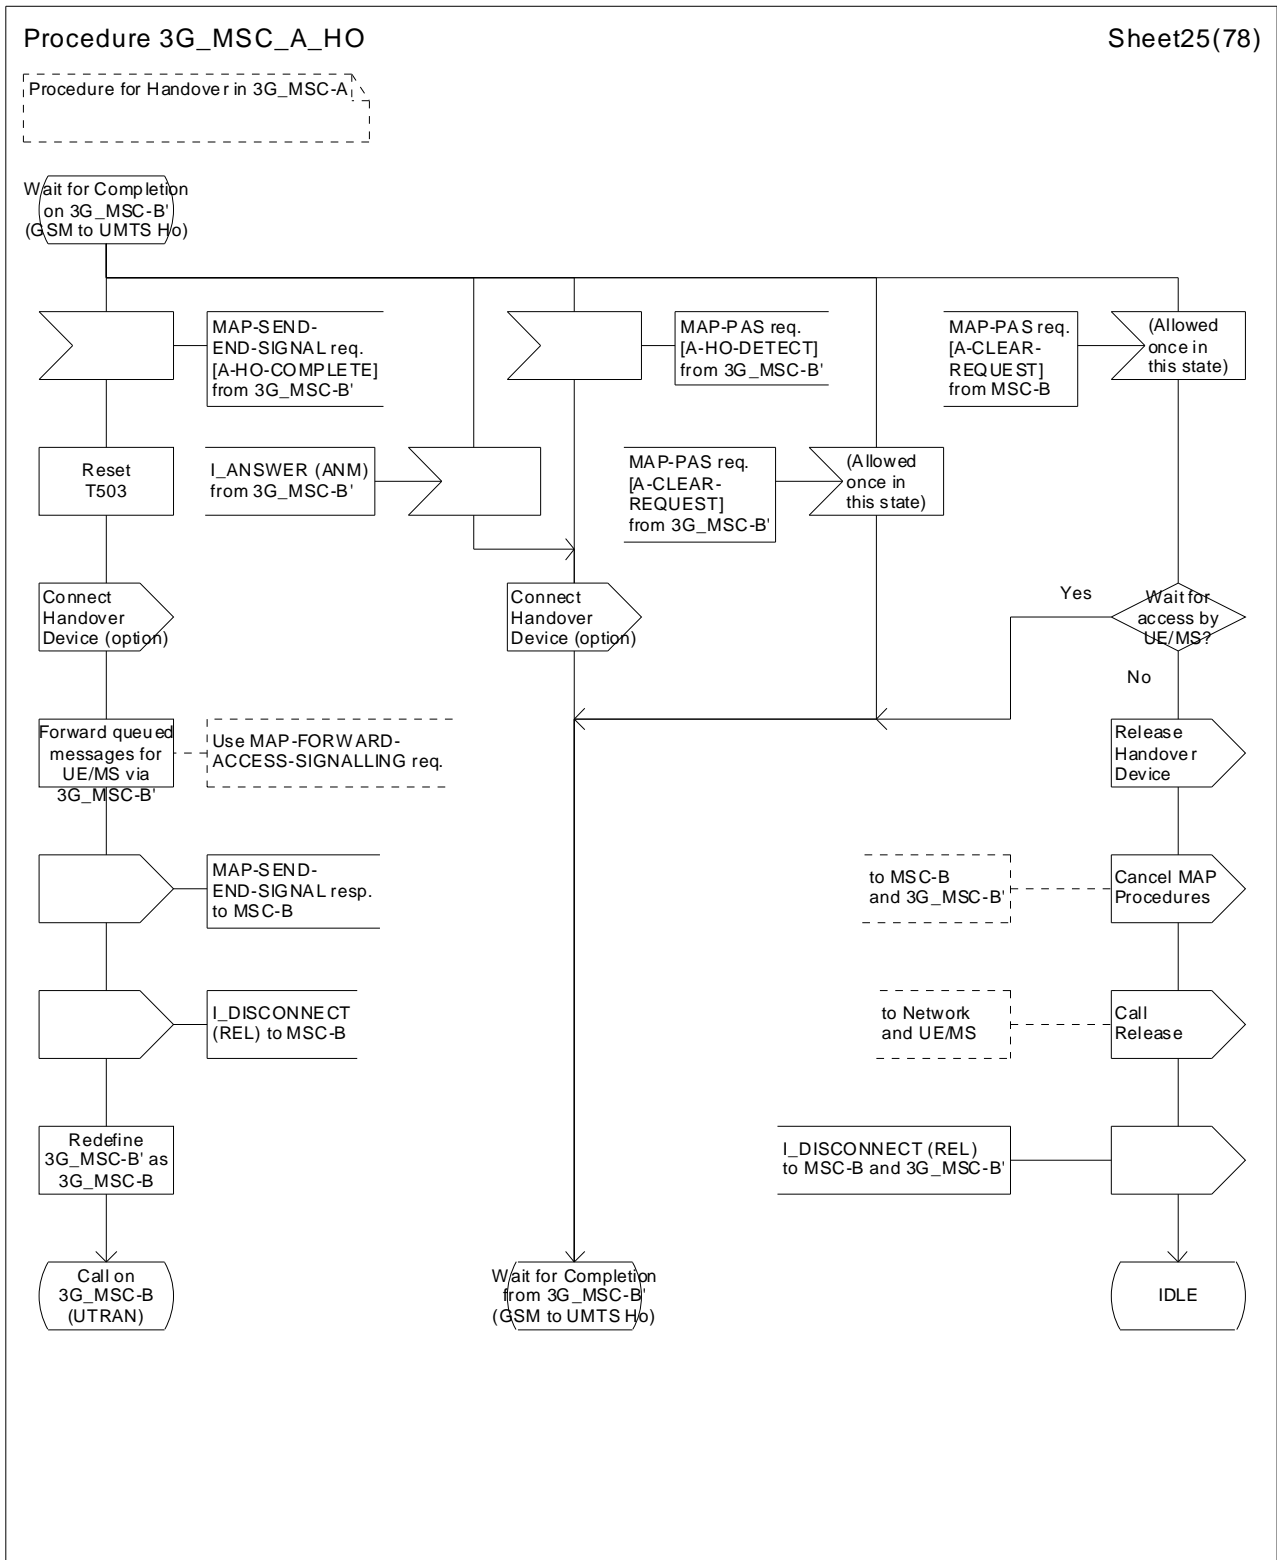 Procedure 3G_MSC_A_HO
Sheet25(78)
Procedure for Handover in 3G_MSC-A
Wait for Completion
on 3G_MSC-B'
(GSM to UMTS Ho)
MAP-SEND-
END-SIGNAL req.
[A-HO-COMPLETE]
from 3G_MSC-B'
MAP-PAS req.
[A-HO-DETECT]
from 3G_MSC-B'
MAP-PAS req.
[A-CLEAR-
REQUEST]
from MSC-B
(Allowed
once in
this state)
Reset
T503
I_ANSWER (ANM)
from 3G_MSC-B'
MAP-PAS req.
[A-CLEAR-
REQUEST]
from 3G_MSC-B'
(Allowed
once in
this state)
Connect
Handover
Device (option)
Connect
Handover
Device (option)
Yes
Wait for
access by
UE/MS?
No
Forward queued
messages for
UE/MS via
3G_MSC-B'
Use MAP-FORWARD-
ACCESS-SIGNALLING req.
Release
Handover
Device
MAP-SEND-
END-SIGNAL resp.
to MSC-B
to MSC-B
and 3G_MSC-B'
Cancel MAP
Procedures
I_DISCONNECT
(REL) to MSC-B
to Network
and UE/MS
Call
Release
Redefine
3G_MSC-B' as
3G_MSC-B
I_DISCONNECT (REL)
to MSC-B and 3G_MSC-B'
Call on
3G_MSC-B
(UTRAN)
Wait for Completion
from 3G_MSC-B'
(GSM to UMTS Ho)
IDLE